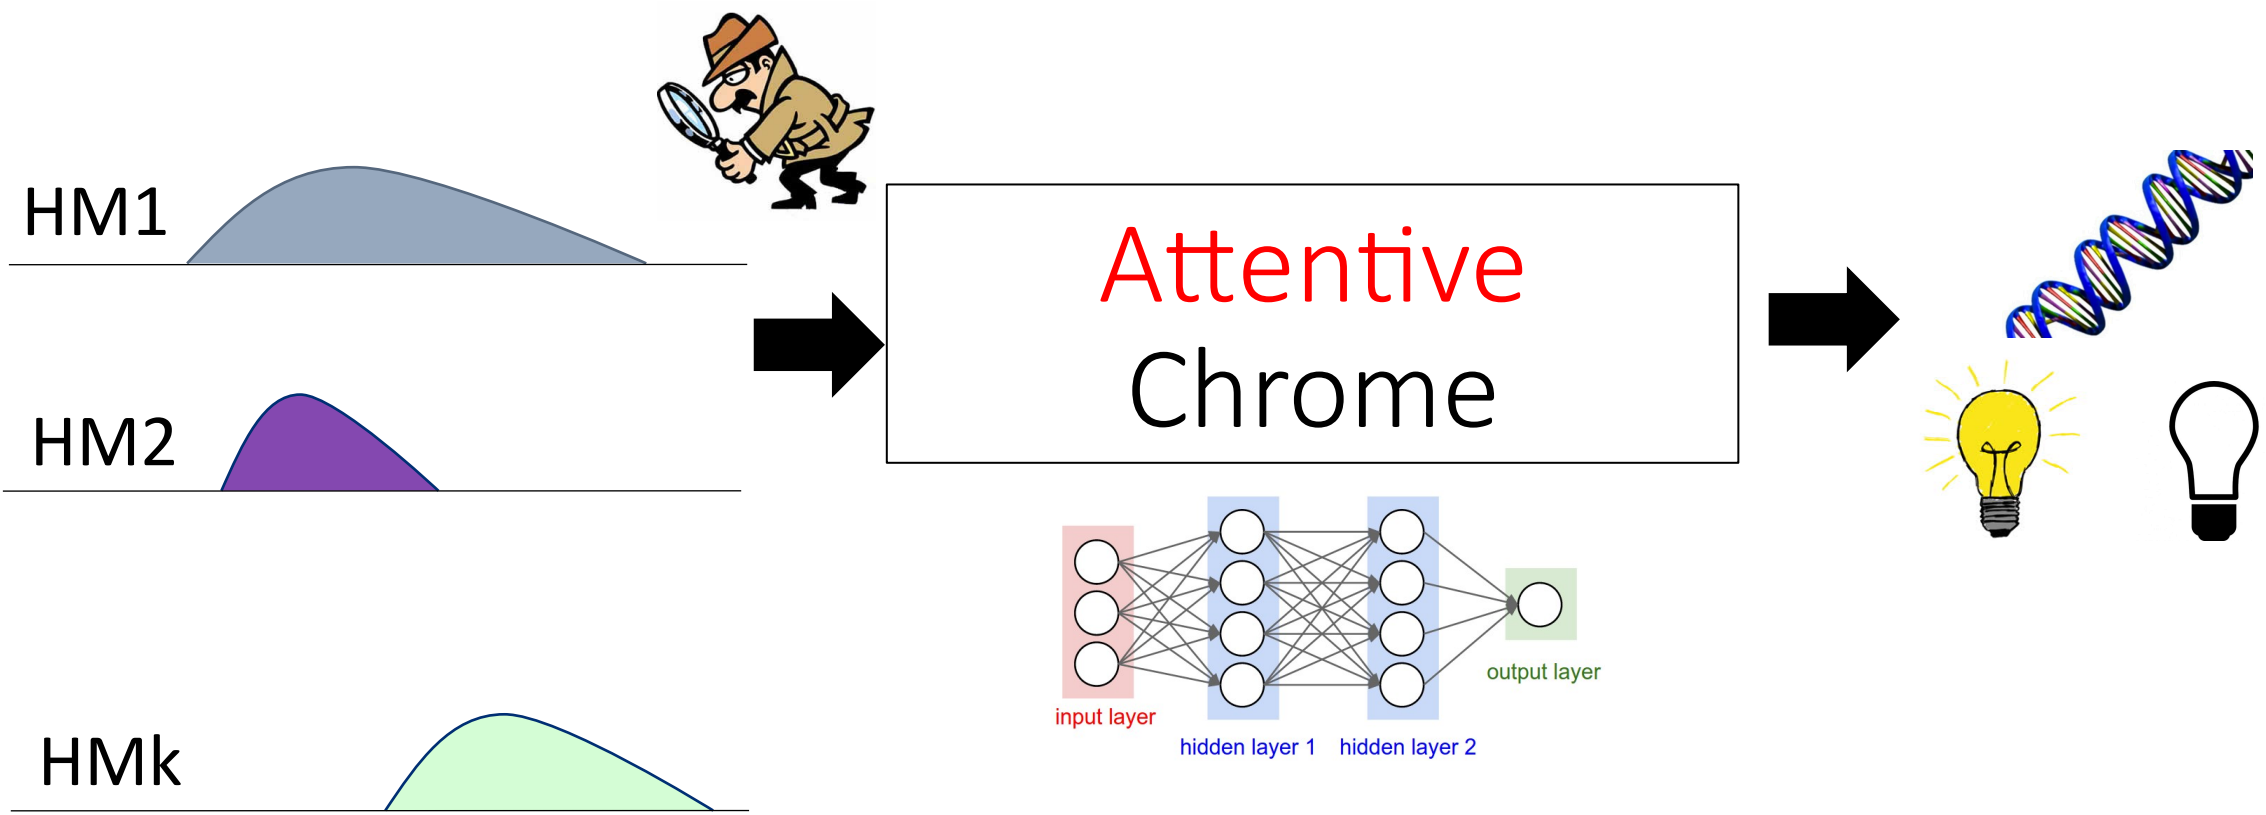 HM1
HM2
HMk
Attentive
Chrome
input layer
hidden layer 1
hidden layer 2
output layer